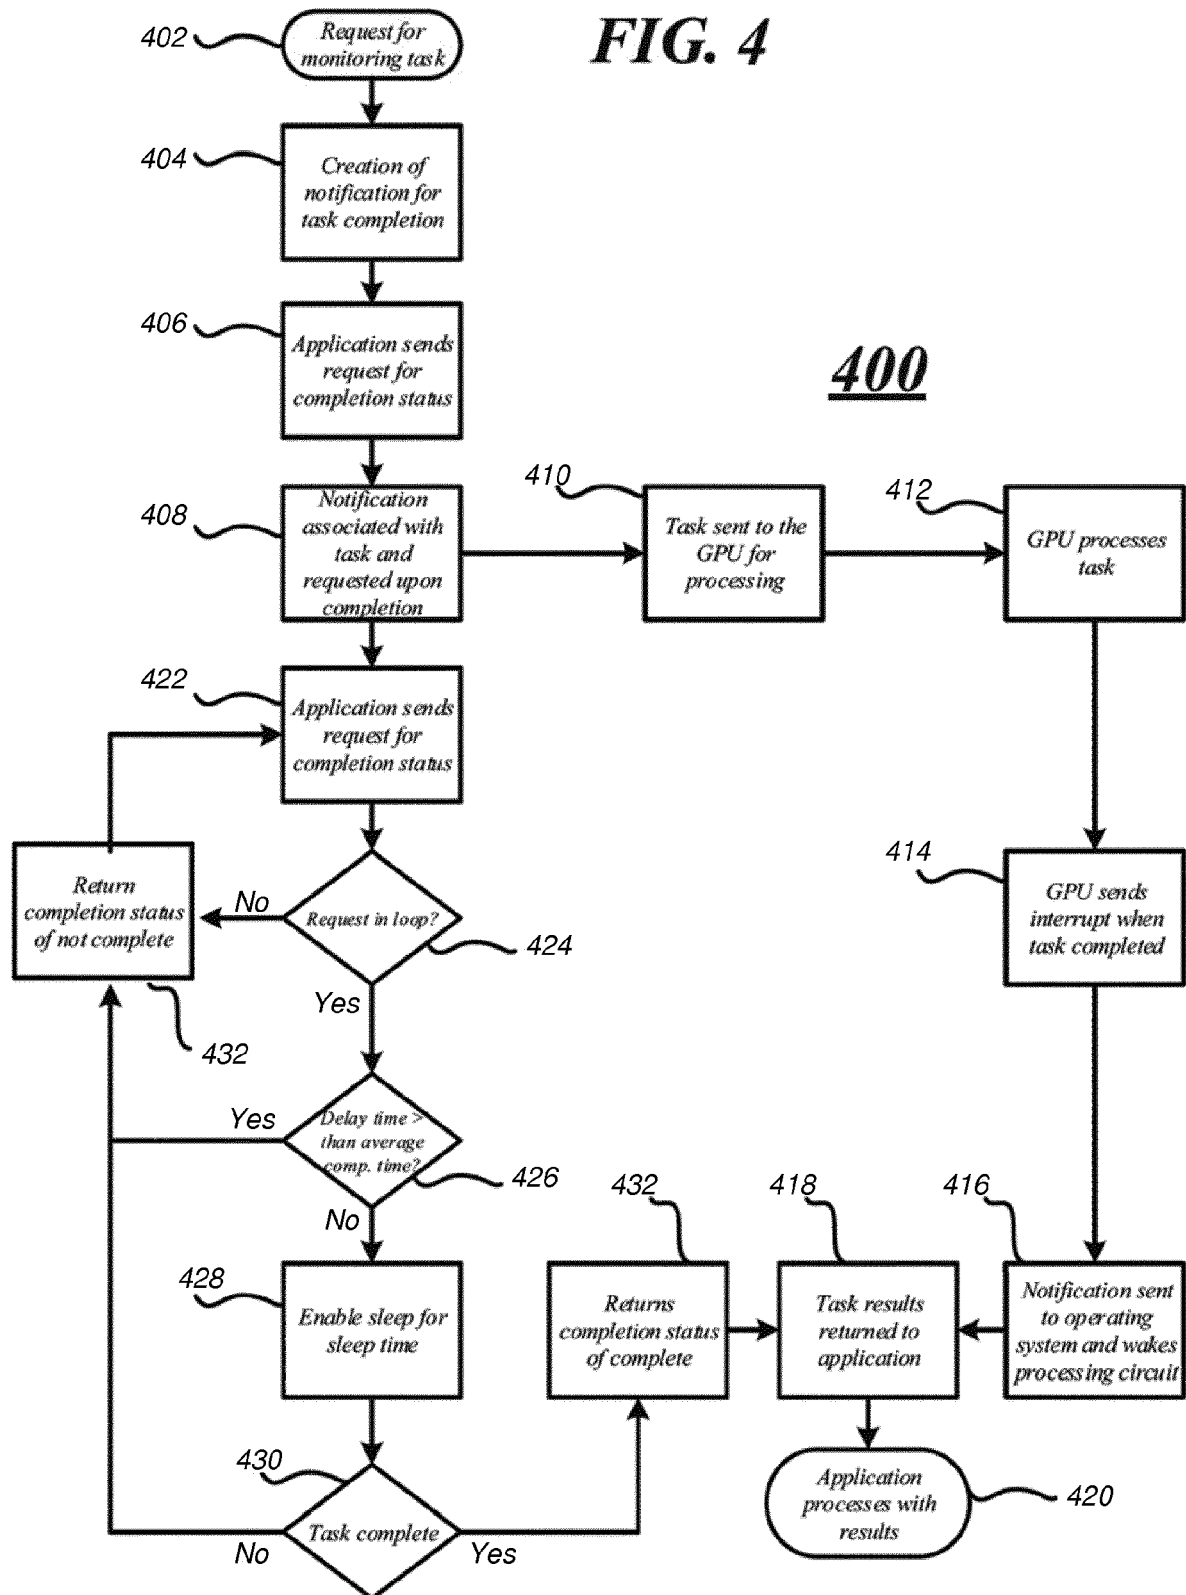 FIG. 4
402
Request for
monitoring task
404
Creation of
notification for
task completion
406
Application sends
request for
completion status
400
408
Notification
associated with
task and
requested upon
completion
410
Task sent to the
GPU for
processing
412
GPU processes
task
422
Application sends
request for
completion status
414
GPU sends
interrupt when
task completed
Return
completion status
of not complete
432
No
Request in loop?
424
Yes
Yes
Delay time >
than average
comp. time?
426
No
428
Enable sleep for
sleep time
432
Returns
completion status
of complete
418
Task results
returned to
application
416
Notification sent
to operating
system and wakes
processing circuit
430
Task complete
No
Yes
Application
processes with
results
420